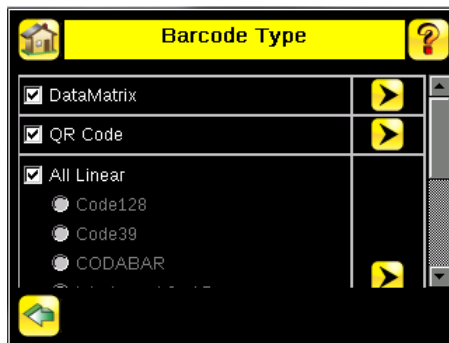 Barcode Type
DataMatrix
QR Code
All Linear
Code128
Code39
CODABAR